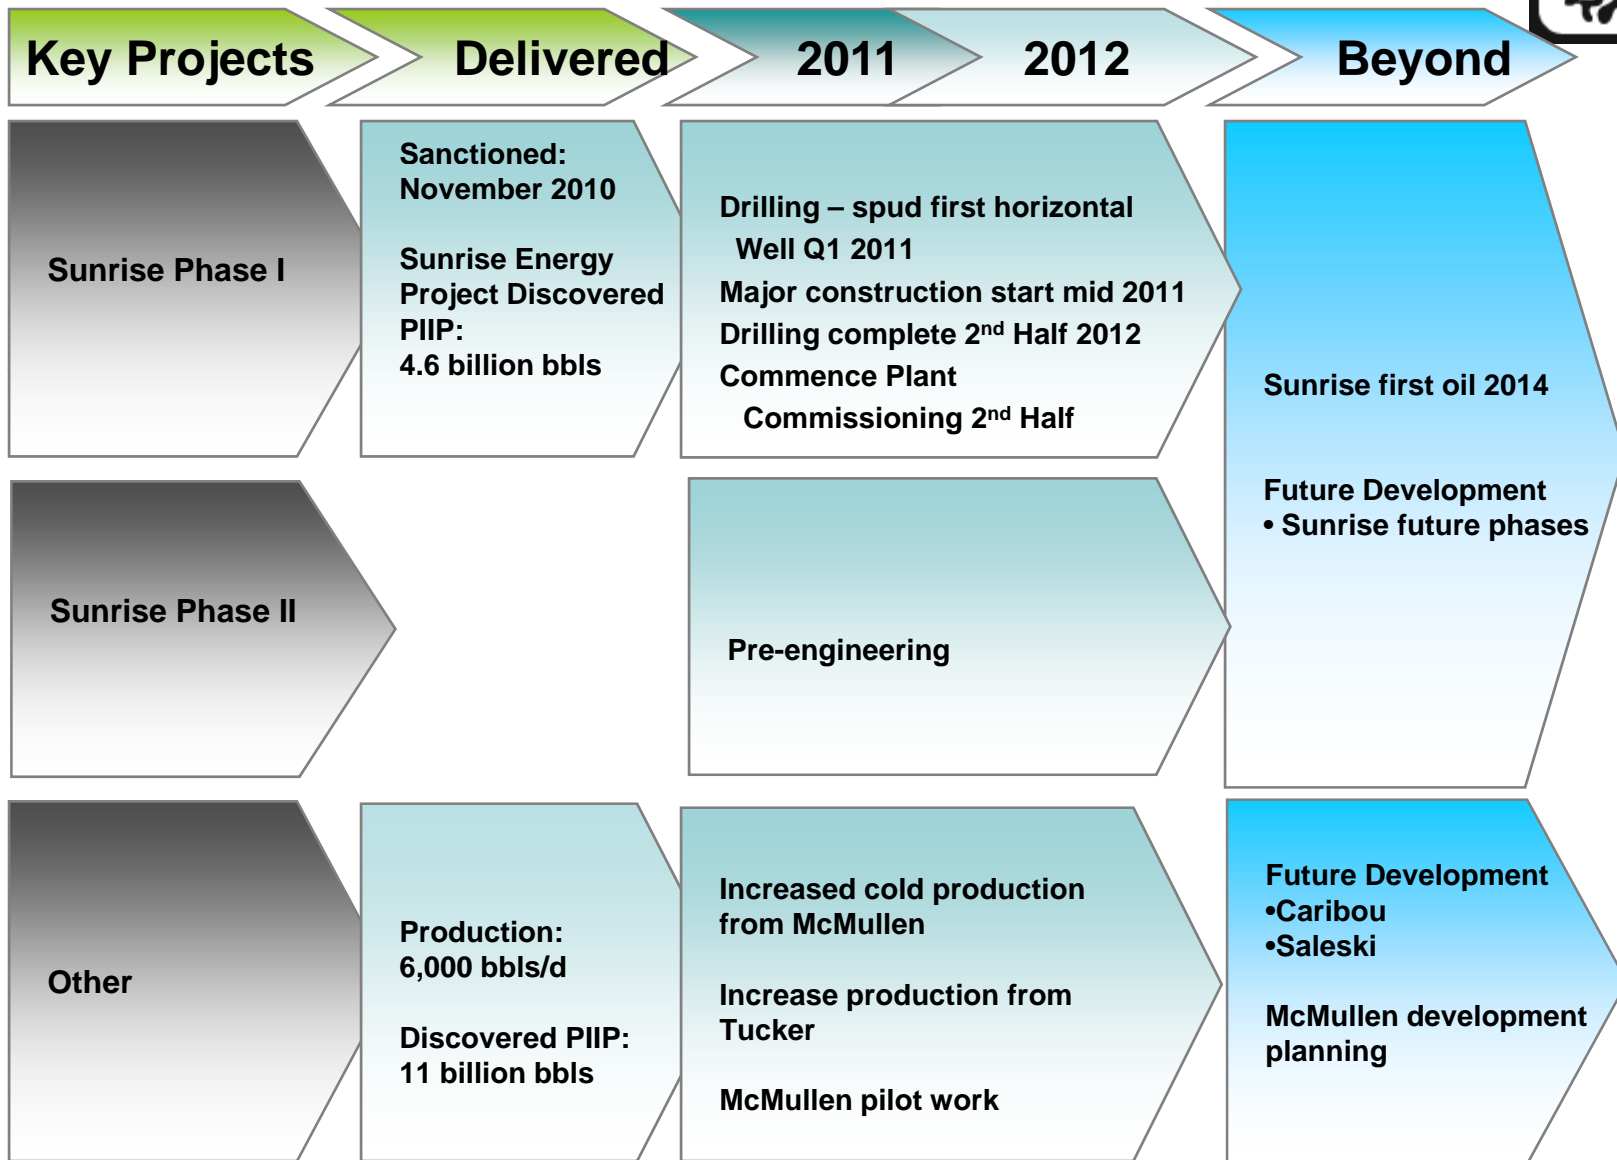 Key Projects
Delivered
2011
2012
Beyond
Sunrise Phase I
Sanctioned:
November 2010
Sunrise Energy
Project Discovered
PIIP:
4.6 billion bbls
Drilling – spud first horizontal
Well Q1 2011
Major construction start mid 2011
Drilling complete 2nd Half 2012
Commence Plant
Commissioning 2nd Half
Sunrise first oil 2014
Future Development
• Sunrise future phases
Sunrise Phase II
Pre-engineering
Other
Production:
6,000 bbls/d
Discovered PIIP:
11 billion bbls
Increased cold production
from McMullen
Increase production from
Tucker
McMullen pilot work
Future Development
•Caribou
•Saleski
McMullen development
planning